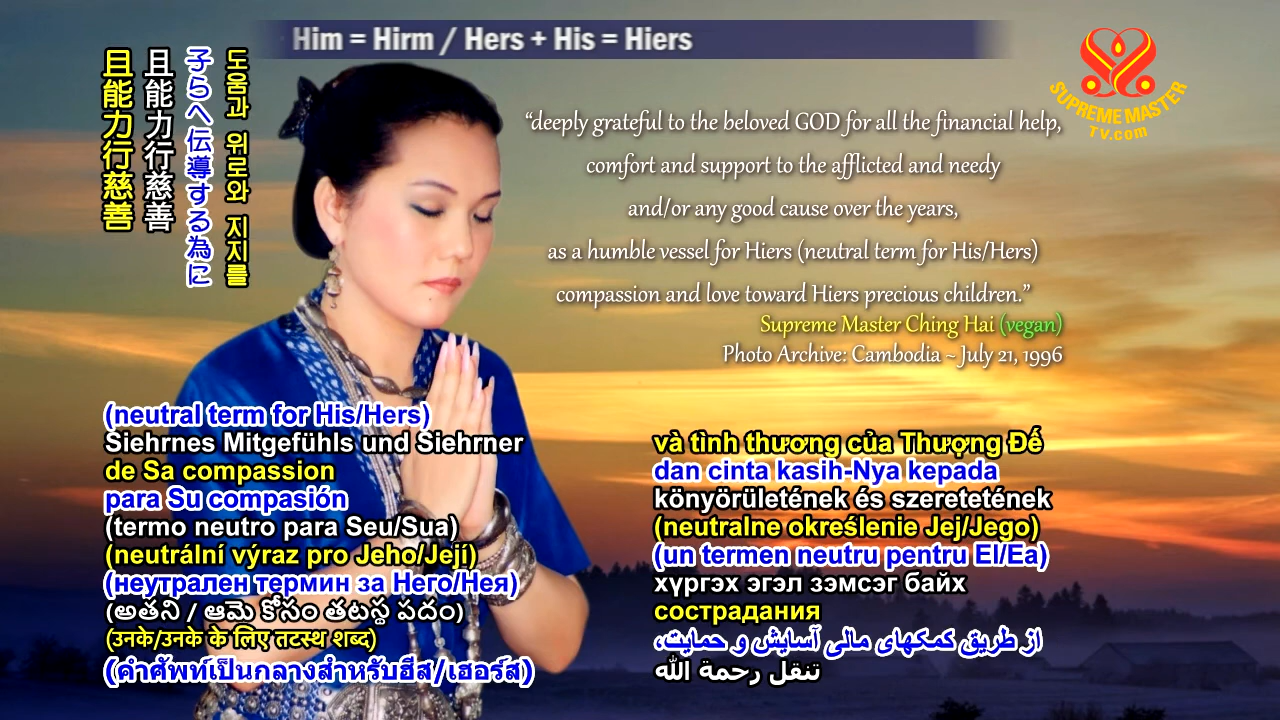 Him = Hirm / Hers + His = Hiers
SUPREME MASTER
TV.com
且能力行慈善
且能力行慈善
子らへ伝導する為に
도움과 위로와 지지를
“deeply grateful to the beloved GOD for all the financial help,
comfort and support to the afflicted and needy
and/or any good cause over the years,
as a humble vessel for Hiers (neutral term for His/Hers)
compassion and love toward Hiers precious children.”
Supreme Master Ching Hai (vegan)
Photo Archive: Cambodia ~ July 21, 1996
(neutral term for His/Hers)
Siehrnes Mitgefühls und Siehrner
de Sa compassion
para Su compasión
(termo neutro para Seu/Sua)
(neutrální výraz pro Jeho/Její)
(неутрален термин за Него/Нея)
(అతని / ఆమె కోసం తటస్థ పదం)
(उनके/उनके के लिए तटस्थ शब्द)
(คำศัพท์เป็นกลางสำหรับฮีส/เฮอร์ส)
và tình thương của Thượng Đế
dan cinta kasih-Nya kepada
könyörületének és szeretetének
(neutralne określenie Jej/Jego)
(un termen neutru pentru El/Ea)
хүргэх эгэл зэмсэг байх
сострадания
از طریق کمکهای مالی آسایش و حمایت،
تنقل رحمة الله